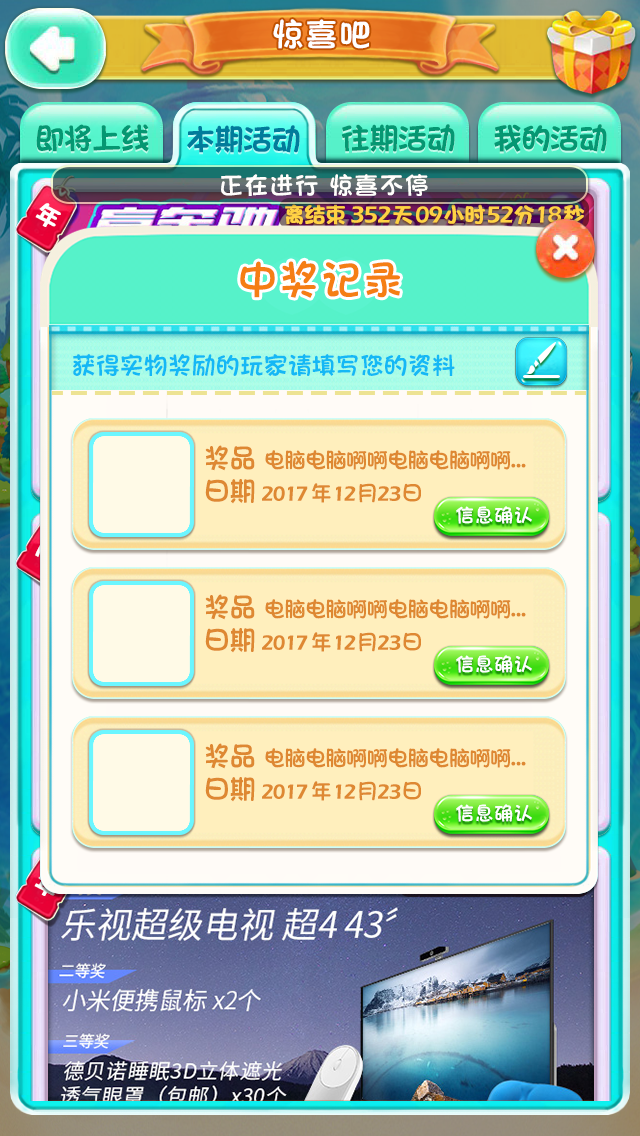 惊喜吧
即将上线
本期活动
往期活动
我的活动
正在进行 惊喜不停
年
离结束 352天09小时52分18秒
中奖记录
获得实物奖励的玩家请填写您的资料
奖品 电脑电脑啊啊电脑电脑啊啊...
日期 2017年12月23日
信息确认
奖品 电脑电脑啊啊电脑电脑啊啊...
日期 2017年12月23日
信息确认
奖品 电脑电脑啊啊电脑电脑啊啊...
日期 2017年12月23日
信息确认
乐视超级电视 超4 43〞
二等奖
小米便携鼠标 x2个
三等奖
德贝诺睡眠3D立体遮光
透气眼罩（包邮）x30个